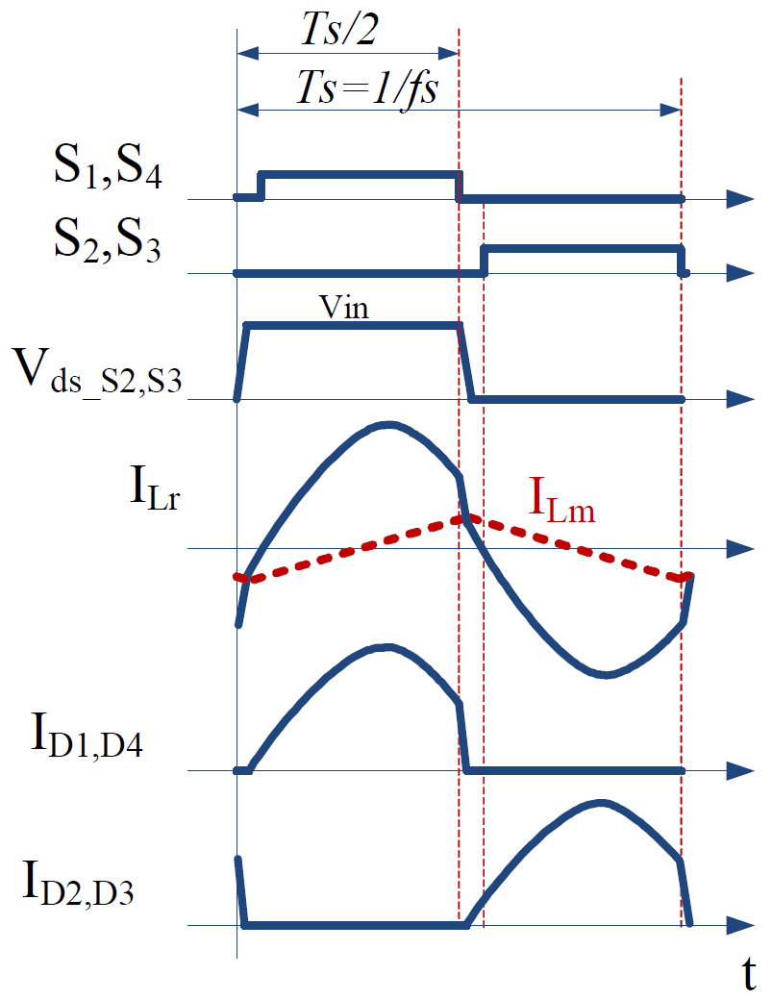 Ts/2
Ts=1/fs
S1,S4
S2,S3
Vin
Vds_S2,S3
ILr
ILm
ID1,D4
ID2,D3
t